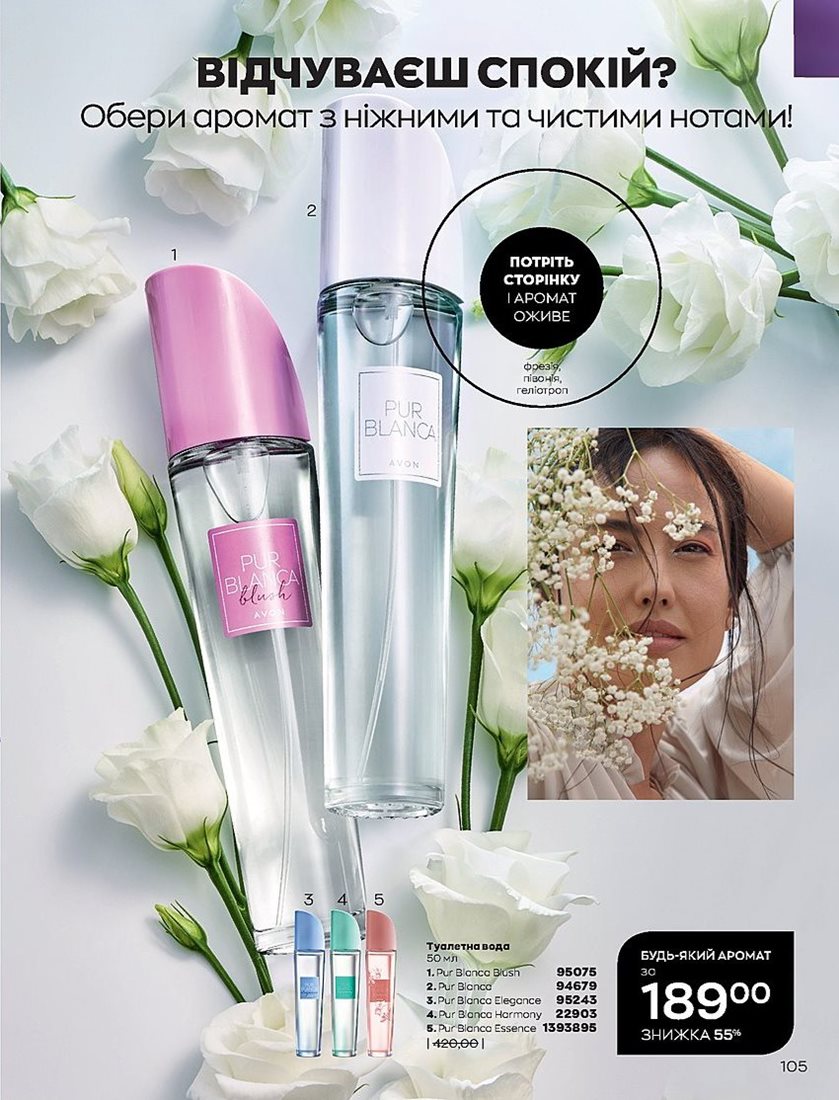 ВІДЧУВАЄШ СПОКІЙ?
Обери аромат з ніжними та чистими нотами!
1
2
ПОТРІТЬ
СТОРІНКУ
І АРОМАТ
ОЖИВЕ
фрезія,
півонія,
геліотроп
PUR
BLANCA
AVON
PUR
BLANCA
blush
AVON
3 4 5
Туалетна вода
50 мл
1. Pur Blanca Blush 95075
2. Pur Blanca 94679
3. Pur Blanca Elegance 95243
4. Pur Blanca Harmony 22903
5. Pur Blanca Essence 1393895
| 420,00 |
БУДЬ-ЯКИЙ АРОМАТ
за
189⁰⁰
ЗНИЖКА 55%
105